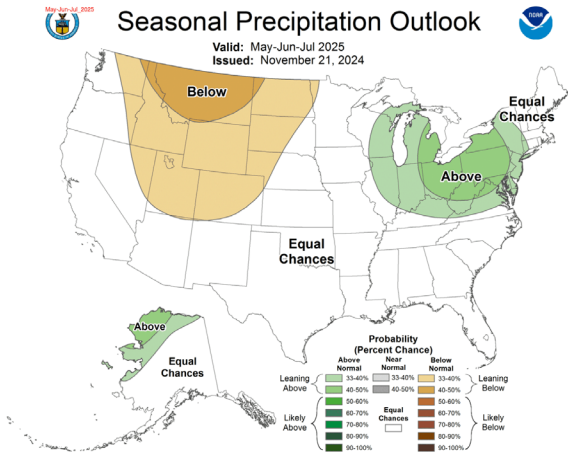 May-Jun-Jul_2025
Seasonal Precipitation Outlook
NOAA
Valid: May-Jun-Jul 2025
Issued: November 21, 2024
Below
Equal
Chances
Above
Equal
Chances
Above
Equal
Chances
Probability
(Percent Chance)
Above
Normal
Near
Normal
Below
Normal
Leaning
Above
33-40%
33-40%
33-40%
Leaning
Below
40-50%
40-50%
40-50%
Likely
Above
50-60%
60-70%
70-80%
80-90%
90-100%
Equal
Chances
50-60%
60-70%
70-80%
80-90%
90-100%
Likely
Below